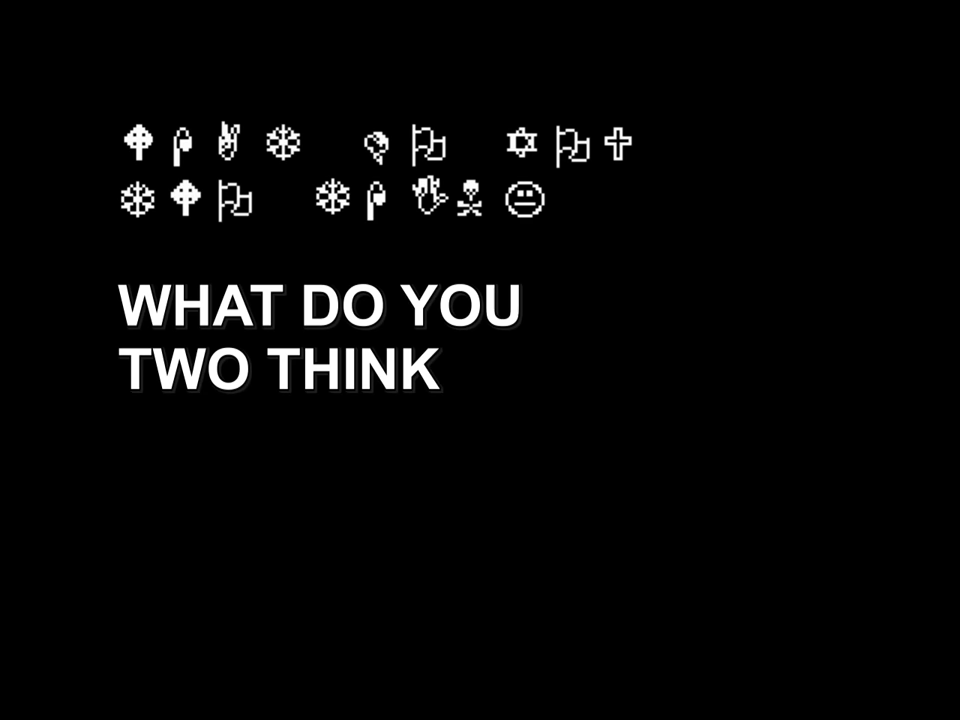 🕈☟✌❄ 👎⚐ ✡⚐🕆
❄🕈⚐ ❄☟✋☠😐
WHAT DO YOU
TWO THINK